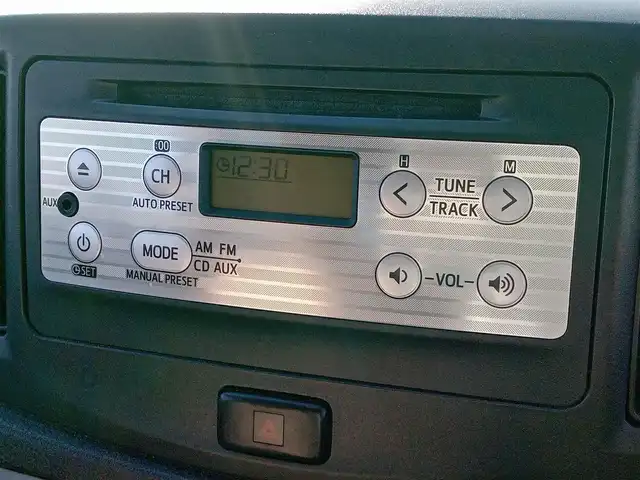 :00
CH
AUTO PRESET
AUX
SET
MODE
AM FM
CD AUX
MANUAL PRESET
12:30
H
M
TUNE
TRACK
VOL